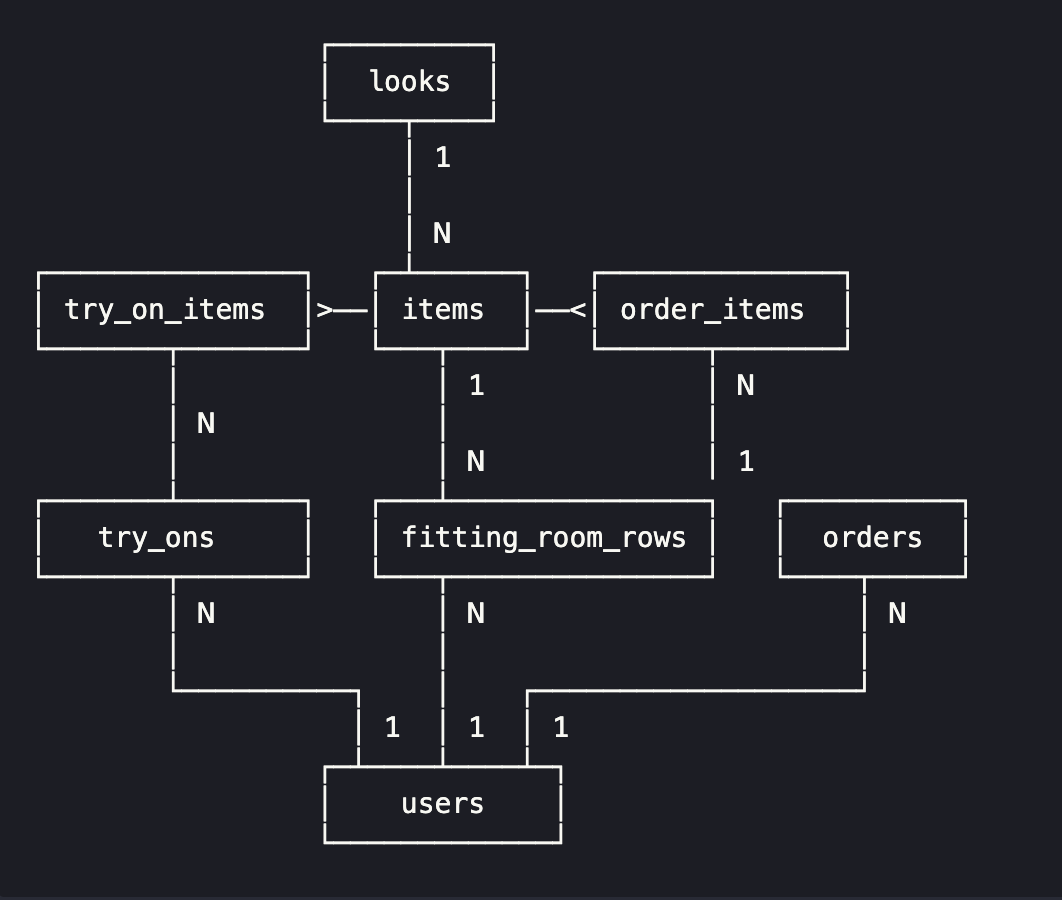 looks
1
N
try_on_items >── items ──< order_items
1 N
N
N 1
try_ons fitting_room_rows orders
N N N
1 1 1
users